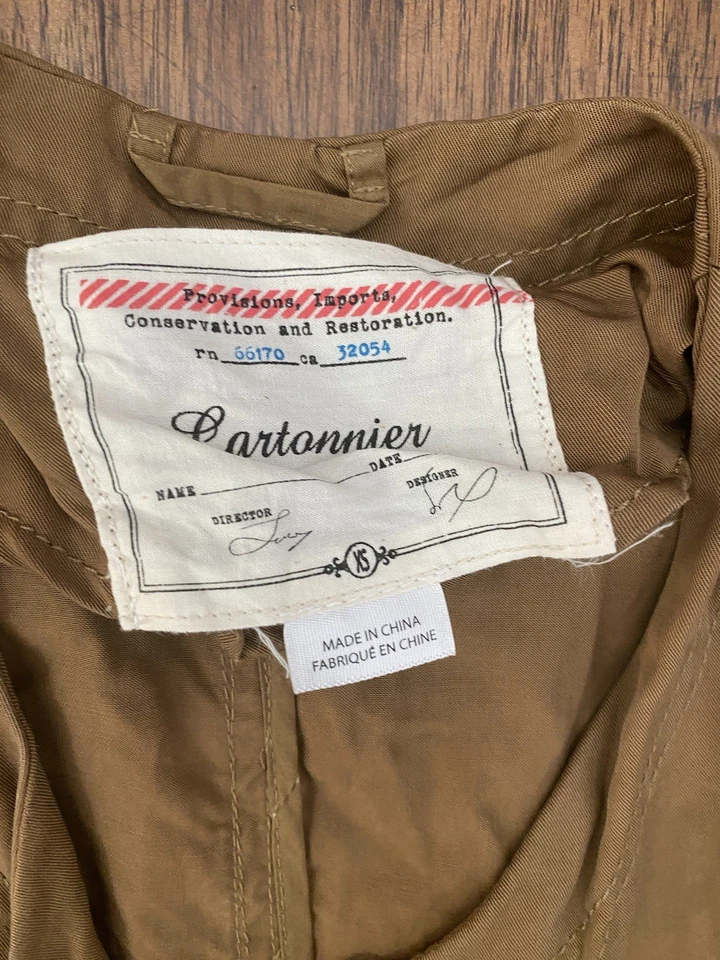 Provisions, Imports,
Conservation and Restoration.
rn 66170 ca 32054
Cartonnier
NAME DATE
DIRECTOR DESIGNER
XS
MADE IN CHINA
FABRIQUÉ EN CHINE